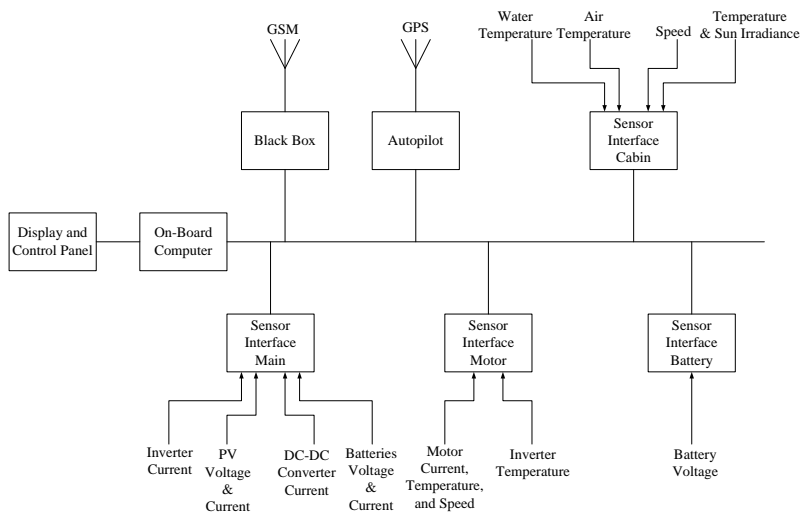 GSM
GPS
Water
Temperature
Air
Temperature
Speed
Temperature
& Sun Irradiance
Black Box
Autopilot
Sensor
Interface
Cabin
Display and
Control Panel
On-Board
Computer
Sensor
Interface
Main
Sensor
Interface
Motor
Sensor
Interface
Battery
Inverter
Current
PV
Voltage
&
Current
DC-DC
Converter
Current
Batteries
Voltage
&
Current
Motor
Current,
Temperature,
and Speed
Inverter
Temperature
Battery
Voltage